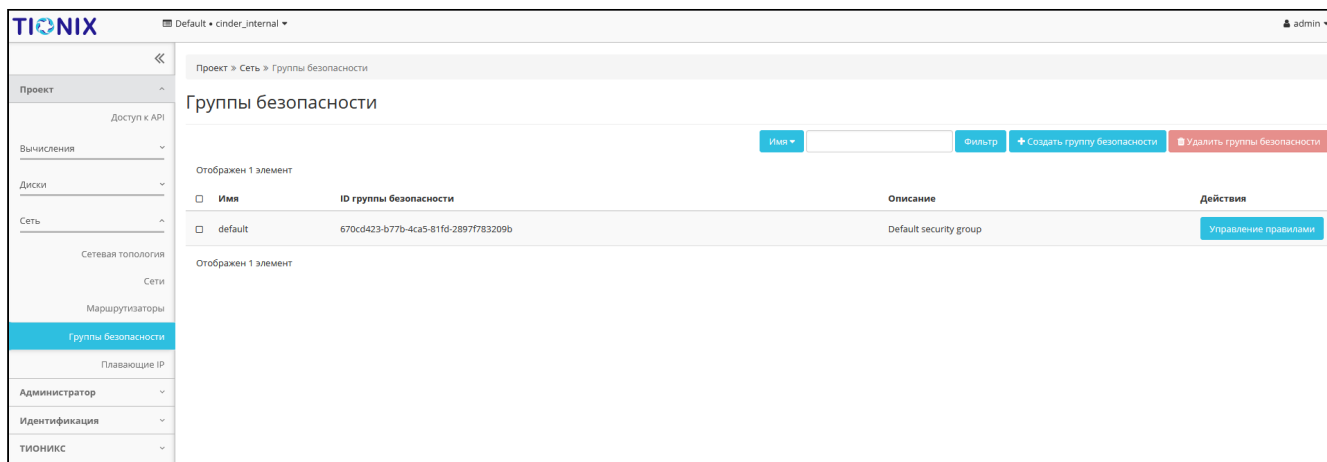 TIONIX
Default • cinder_internal
admin
Проект » Сеть » Группы безопасности
Проект
Доступ к API
Вычисления
Диски
Сеть
Сетевая топология
Сети
Маршрутизаторы
Группы безопасности
Плавающие IP
Администратор
Идентификация
ТИОНИКС
Группы безопасности
Имя Фильтр + Создать группу безопасности Удалить группы безопасности
Отображен 1 элемент
Имя ID группы безопасности Описание Действия
default 670cd423-b77b-4ca5-81fd-2897f783209b Default security group Управление правилами
Отображен 1 элемент